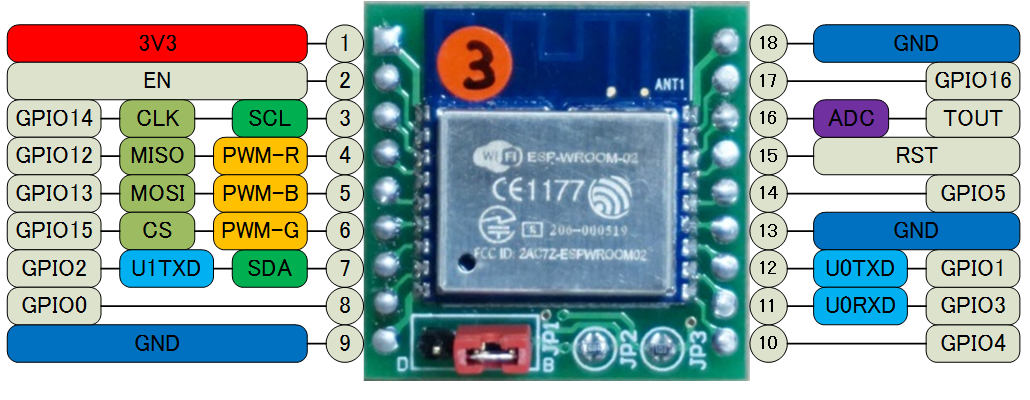 3V3 1
EN 2
GPIO14 CLK SCL 3
GPIO12 MISO PWM-R 4
GPIO13 MOSI PWM-B 5
GPIO15 CS PWM-G 6
GPIO2 U1TXD SDA 7
GPIO0 8
GND 9
3
ANT1
Wi Fi ESP-WROOM-02
CE1177
R 206-000519
FCC ID: 2AC7Z-ESPWROOM02
D
B
JP1
JP2
JP3
18 GND
17 GPIO16
16 ADC TOUT
15 RST
14 GPIO5
13 GND
12 U0TXD GPIO1
11 U0RXD GPIO3
10 GPIO4